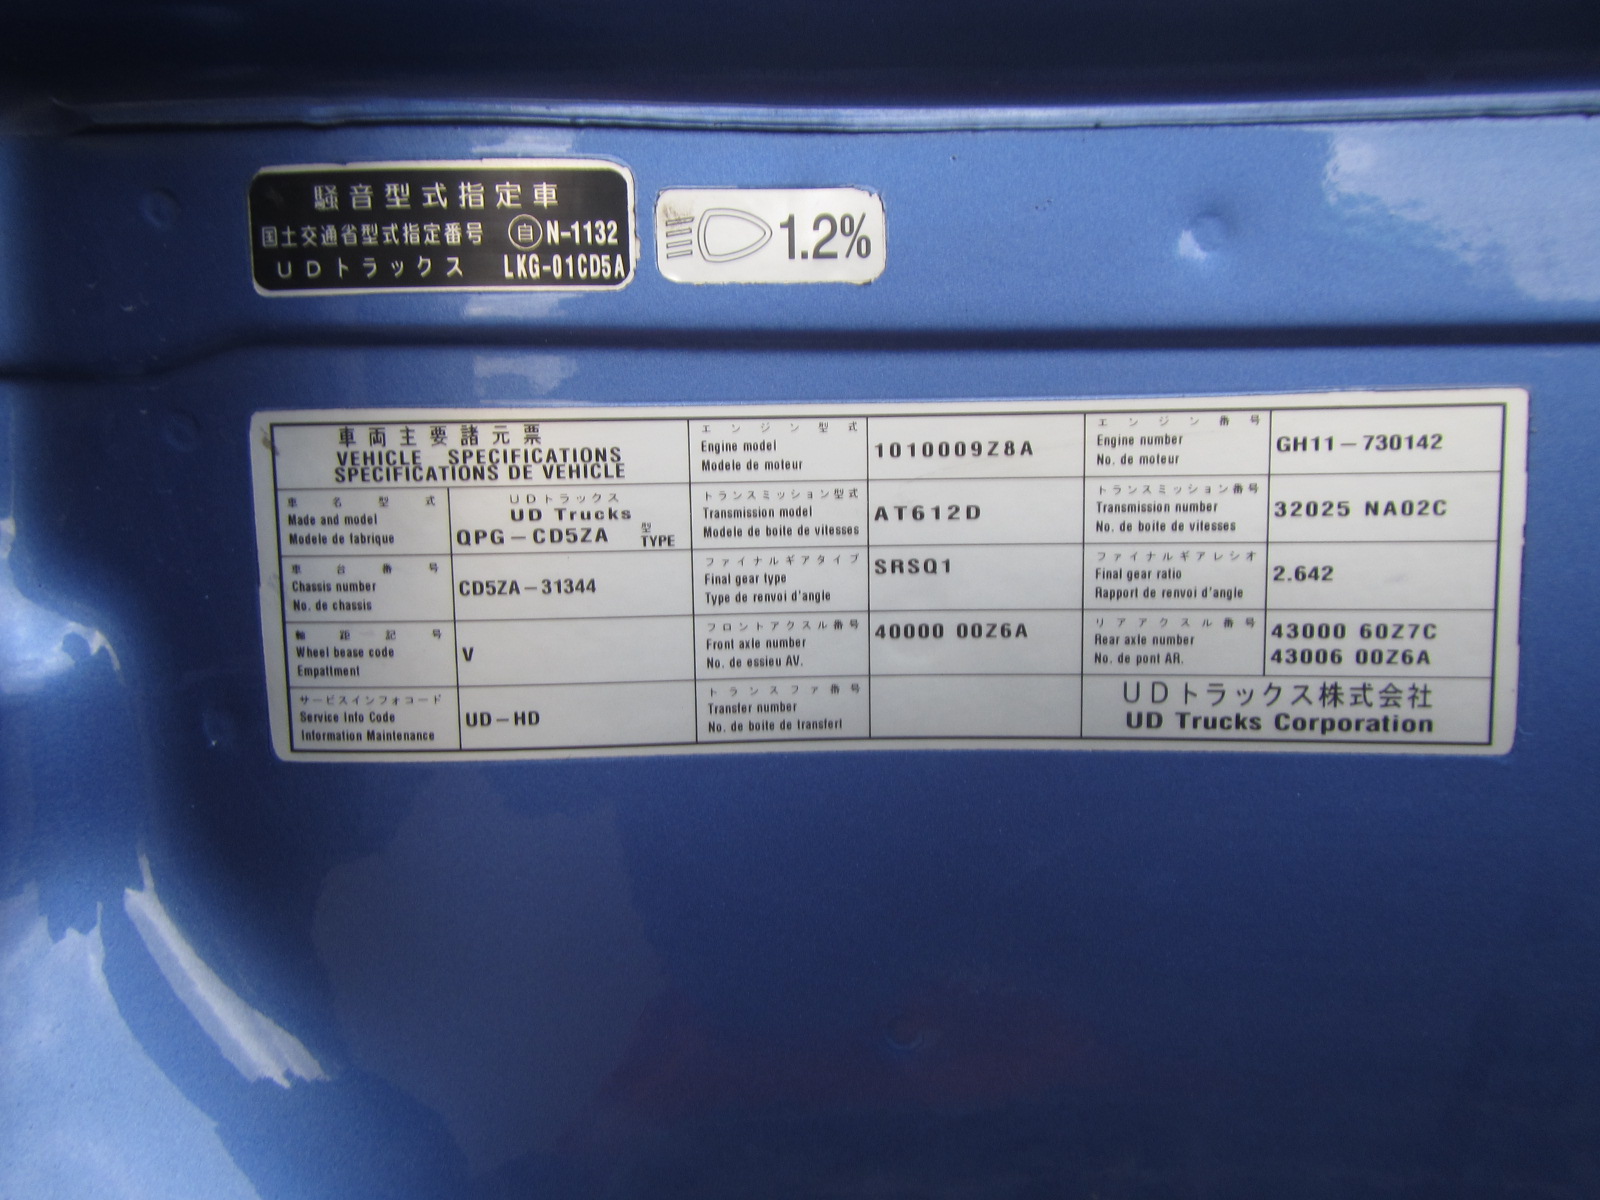 騒音型式指定車
国土交通省型式指定番号 自 N-1132
UDトラックス LKG-01CD5A
1.2%
車両主要諸元票
VEHICLE SPECIFICATIONS
SPECIFICATIONS DE VEHICLE
エンジン型式
Engine model
Modele de moteur
1010009Z8A
エンジン番号
Engine number
No. de moteur
GH11-730142
車名型式
Made and model
Modele de fabrique
UDトラックス
UD Trucks
QPG-CD5ZA 型 TYPE
トランスミッション型式
Transmission model
Modele de boite de vitesses
AT612D
トランスミッション番号
Transmission number
No. de boite de vitesses
32025 NA02C
車台番号
Chassis number
No. de chassis
CD5ZA-31344
ファイナルギアタイプ
Final gear type
Type de renvoi d'angle
SRSQ1
ファイナルギアレシオ
Final gear ratio
Rapport de renvoi d'angle
2.642
軸距記号
Wheel bease code
Empattment
V
フロントアクスル番号
Front axle number
No. de essieu AV.
40000 00Z6A
リアアクスル番号
Rear axle number
No. de pont AR.
43000 60Z7C
43006 00Z6A
サービスインフォコード
Service Info Code
Information Maintenance
UD-HD
トランスファ番号
Transfer number
No. de boite de transferl
UDトラックス株式会社
UD Trucks Corporation